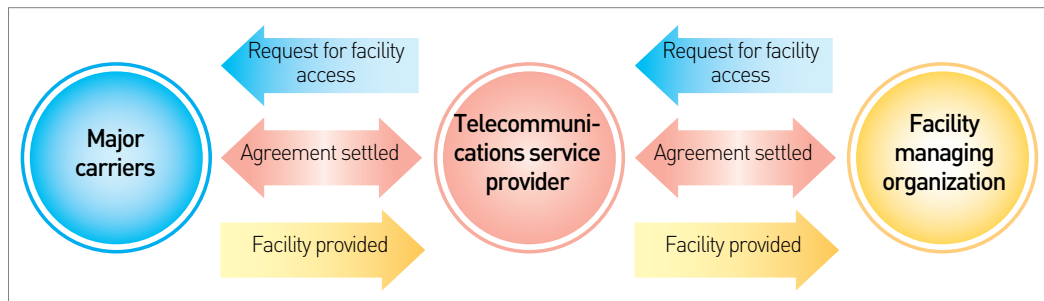 Request for facility
access
Request for facility
access
Major
carriers
Agreement settled
Telecommuni-
cations service
provider
Agreement settled
Facility
managing
organization
Facility provided
Facility provided